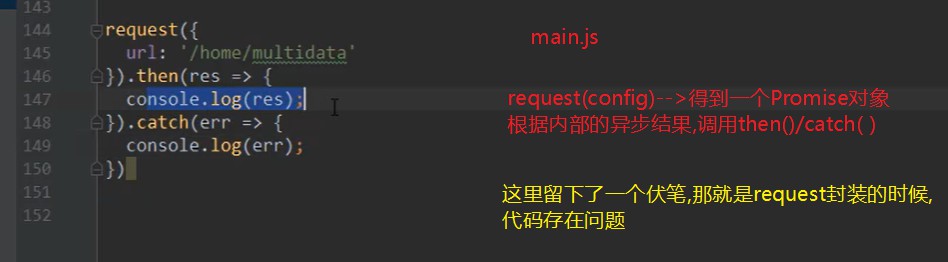 143
144 request({
main.js
145 url: '/home/multidata'
146 }).then(res => {
147 console.log(res);
request(config)-->得到一个Promise对象
148 }).catch(err => {
根据内部的异步结果,调用then()/catch( )
149 console.log(err);
150 })
151
这里留下了一个伏笔,那就是request封装的时候,
152
代码存在问题